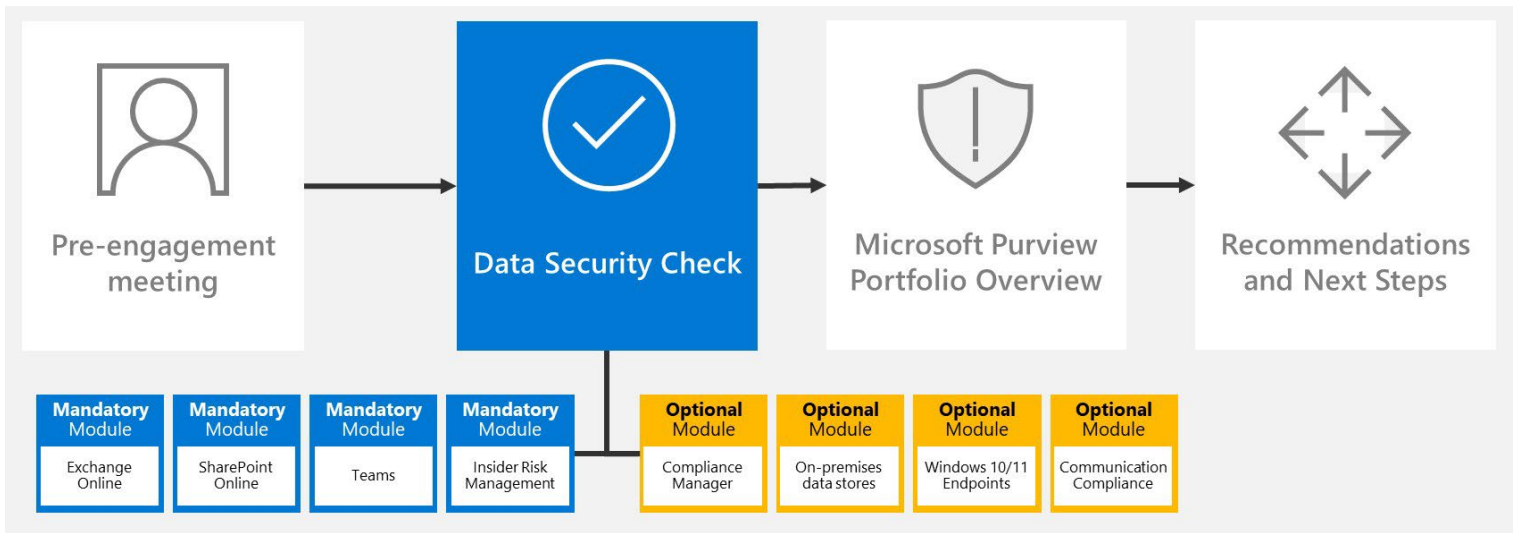 Pre-engagement
meeting
Data Security Check
Microsoft Purview
Portfolio Overview
Recommendations
and Next Steps
Mandatory
Module
Exchange
Online
Mandatory
Module
SharePoint
Online
Mandatory
Module
Teams
Mandatory
Module
Insider Risk
Management
Optional
Module
Compliance
Manager
Optional
Module
On-premises
data stores
Optional
Module
Windows 10/11
Endpoints
Optional
Module
Communication
Compliance